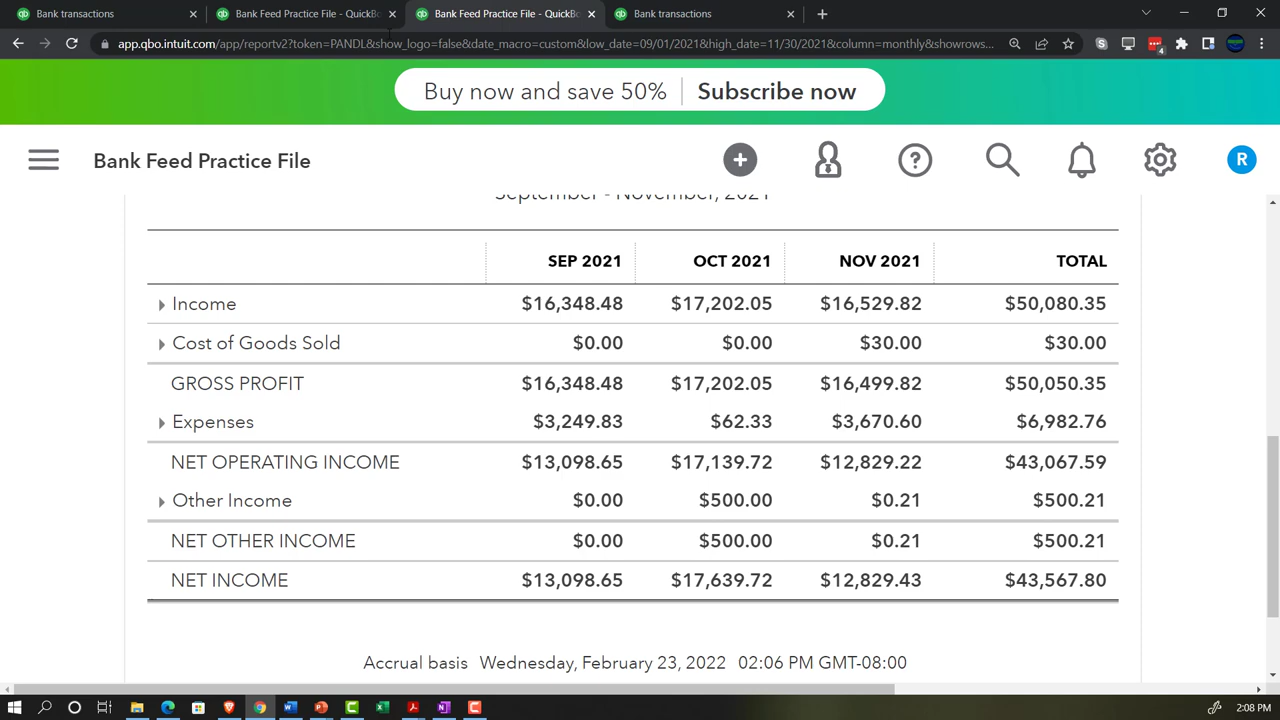 Bank transactions
Bank Feed Practice File - QuickBo
Bank Feed Practice File - QuickBo
Bank transactions
app.qbo.intuit.com/app/reportv2?token=PANDL&show_logo=false&date_macro=custom&low_date=09/01/2021&high_date=11/30/2021&column=monthly&showrows...
4
Buy now and save 50% Subscribe now
Bank Feed Practice File
R
September - November, 2021
SEP 2021 OCT 2021 NOV 2021 TOTAL
Income $16,348.48 $17,202.05 $16,529.82 $50,080.35
Cost of Goods Sold $0.00 $0.00 $30.00 $30.00
GROSS PROFIT $16,348.48 $17,202.05 $16,499.82 $50,050.35
Expenses $3,249.83 $62.33 $3,670.60 $6,982.76
NET OPERATING INCOME $13,098.65 $17,139.72 $12,829.22 $43,067.59
Other Income $0.00 $500.00 $0.21 $500.21
NET OTHER INCOME $0.00 $500.00 $0.21 $500.21
NET INCOME $13,098.65 $17,639.72 $12,829.43 $43,567.80
Accrual basis Wednesday, February 23, 2022 02:06 PM GMT-08:00
2:08 PM